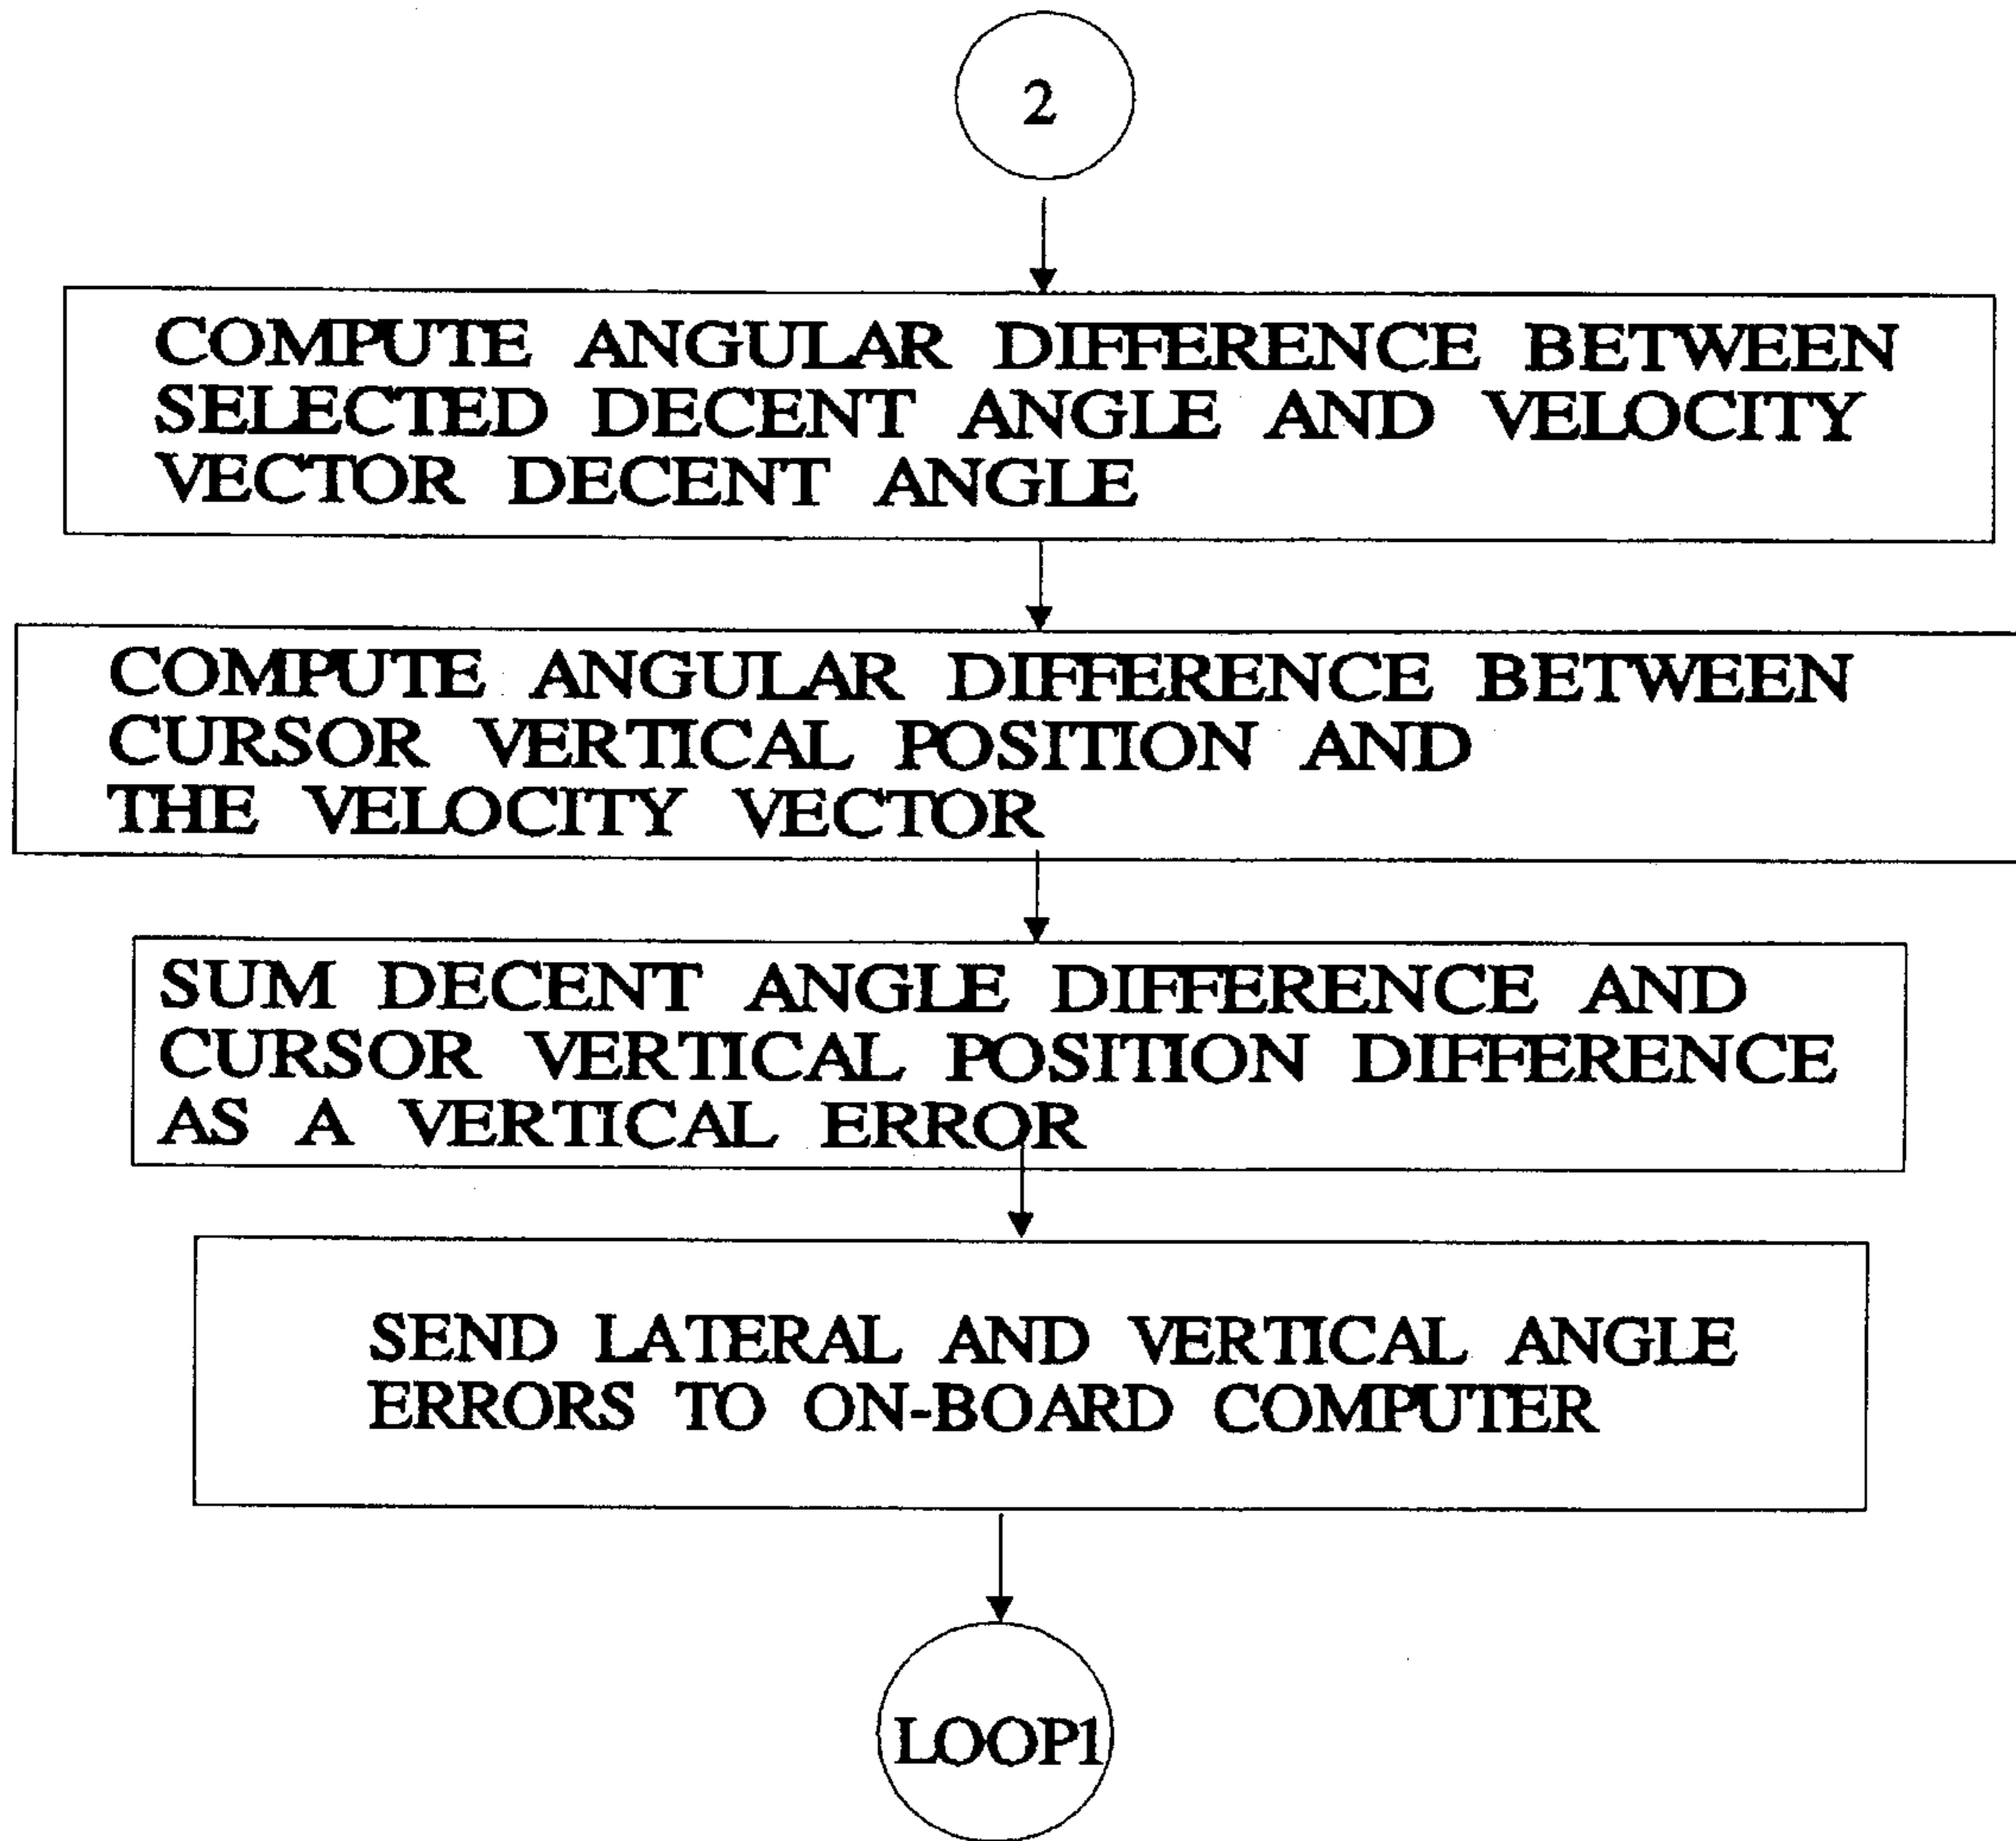 2
COMPUTE ANGULAR DIFFERENCE BETWEEN
SELECTED DECENT ANGLE AND VELOCITY
VECTOR DECENT ANGLE
COMPUTE ANGULAR DIFFERENCE BETWEEN
CURSOR VERTICAL POSITION AND
THE VELOCITY VECTOR
SUM DECENT ANGLE DIFFERENCE AND
CURSOR VERTICAL POSITION DIFFERENCE
AS A VERTICAL ERROR
SEND LATERAL AND VERTICAL ANGLE
ERRORS TO ON-BOARD COMPUTER
LOOP1